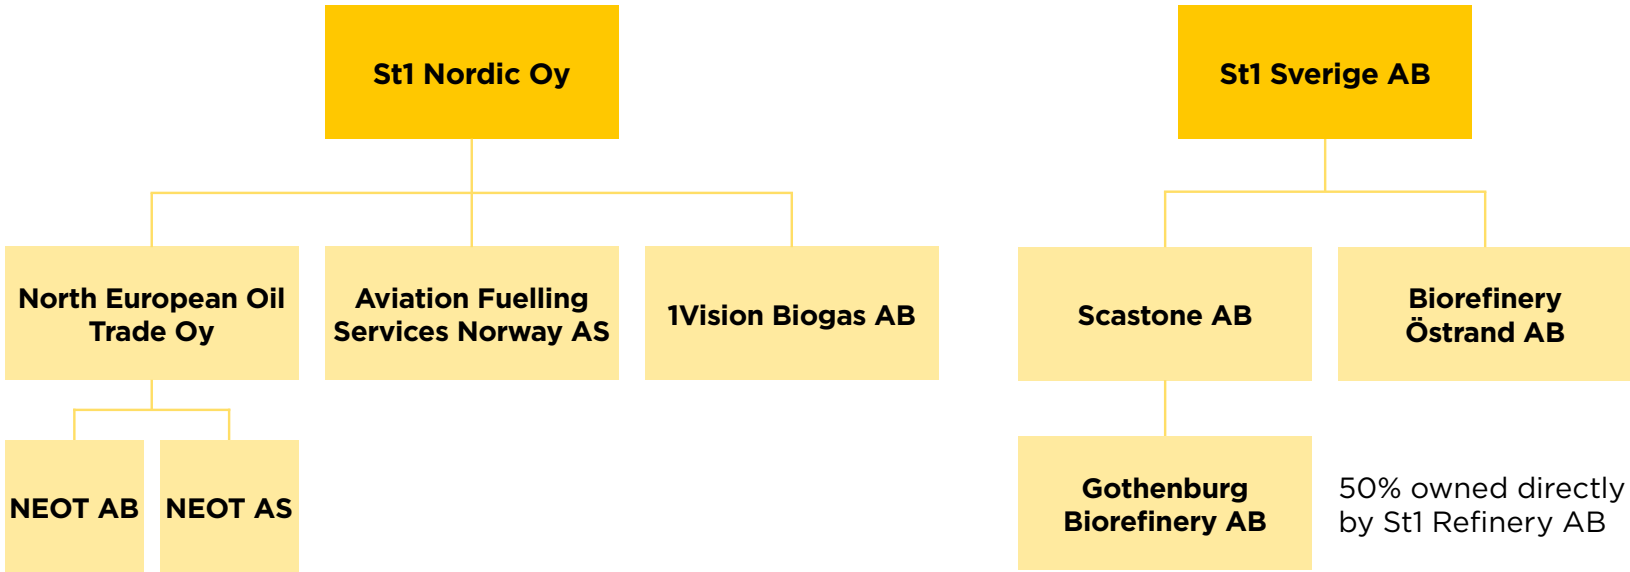 St1 Nordic Oy
St1 Sverige AB
North European Oil
Trade Oy
Aviation Fuelling
Services Norway AS
1Vision Biogas AB
Scastone AB
Biorefinery
Östrand AB
NEOT AB
NEOT AS
Gothenburg
Biorefinery AB
50% owned directly
by St1 Refinery AB